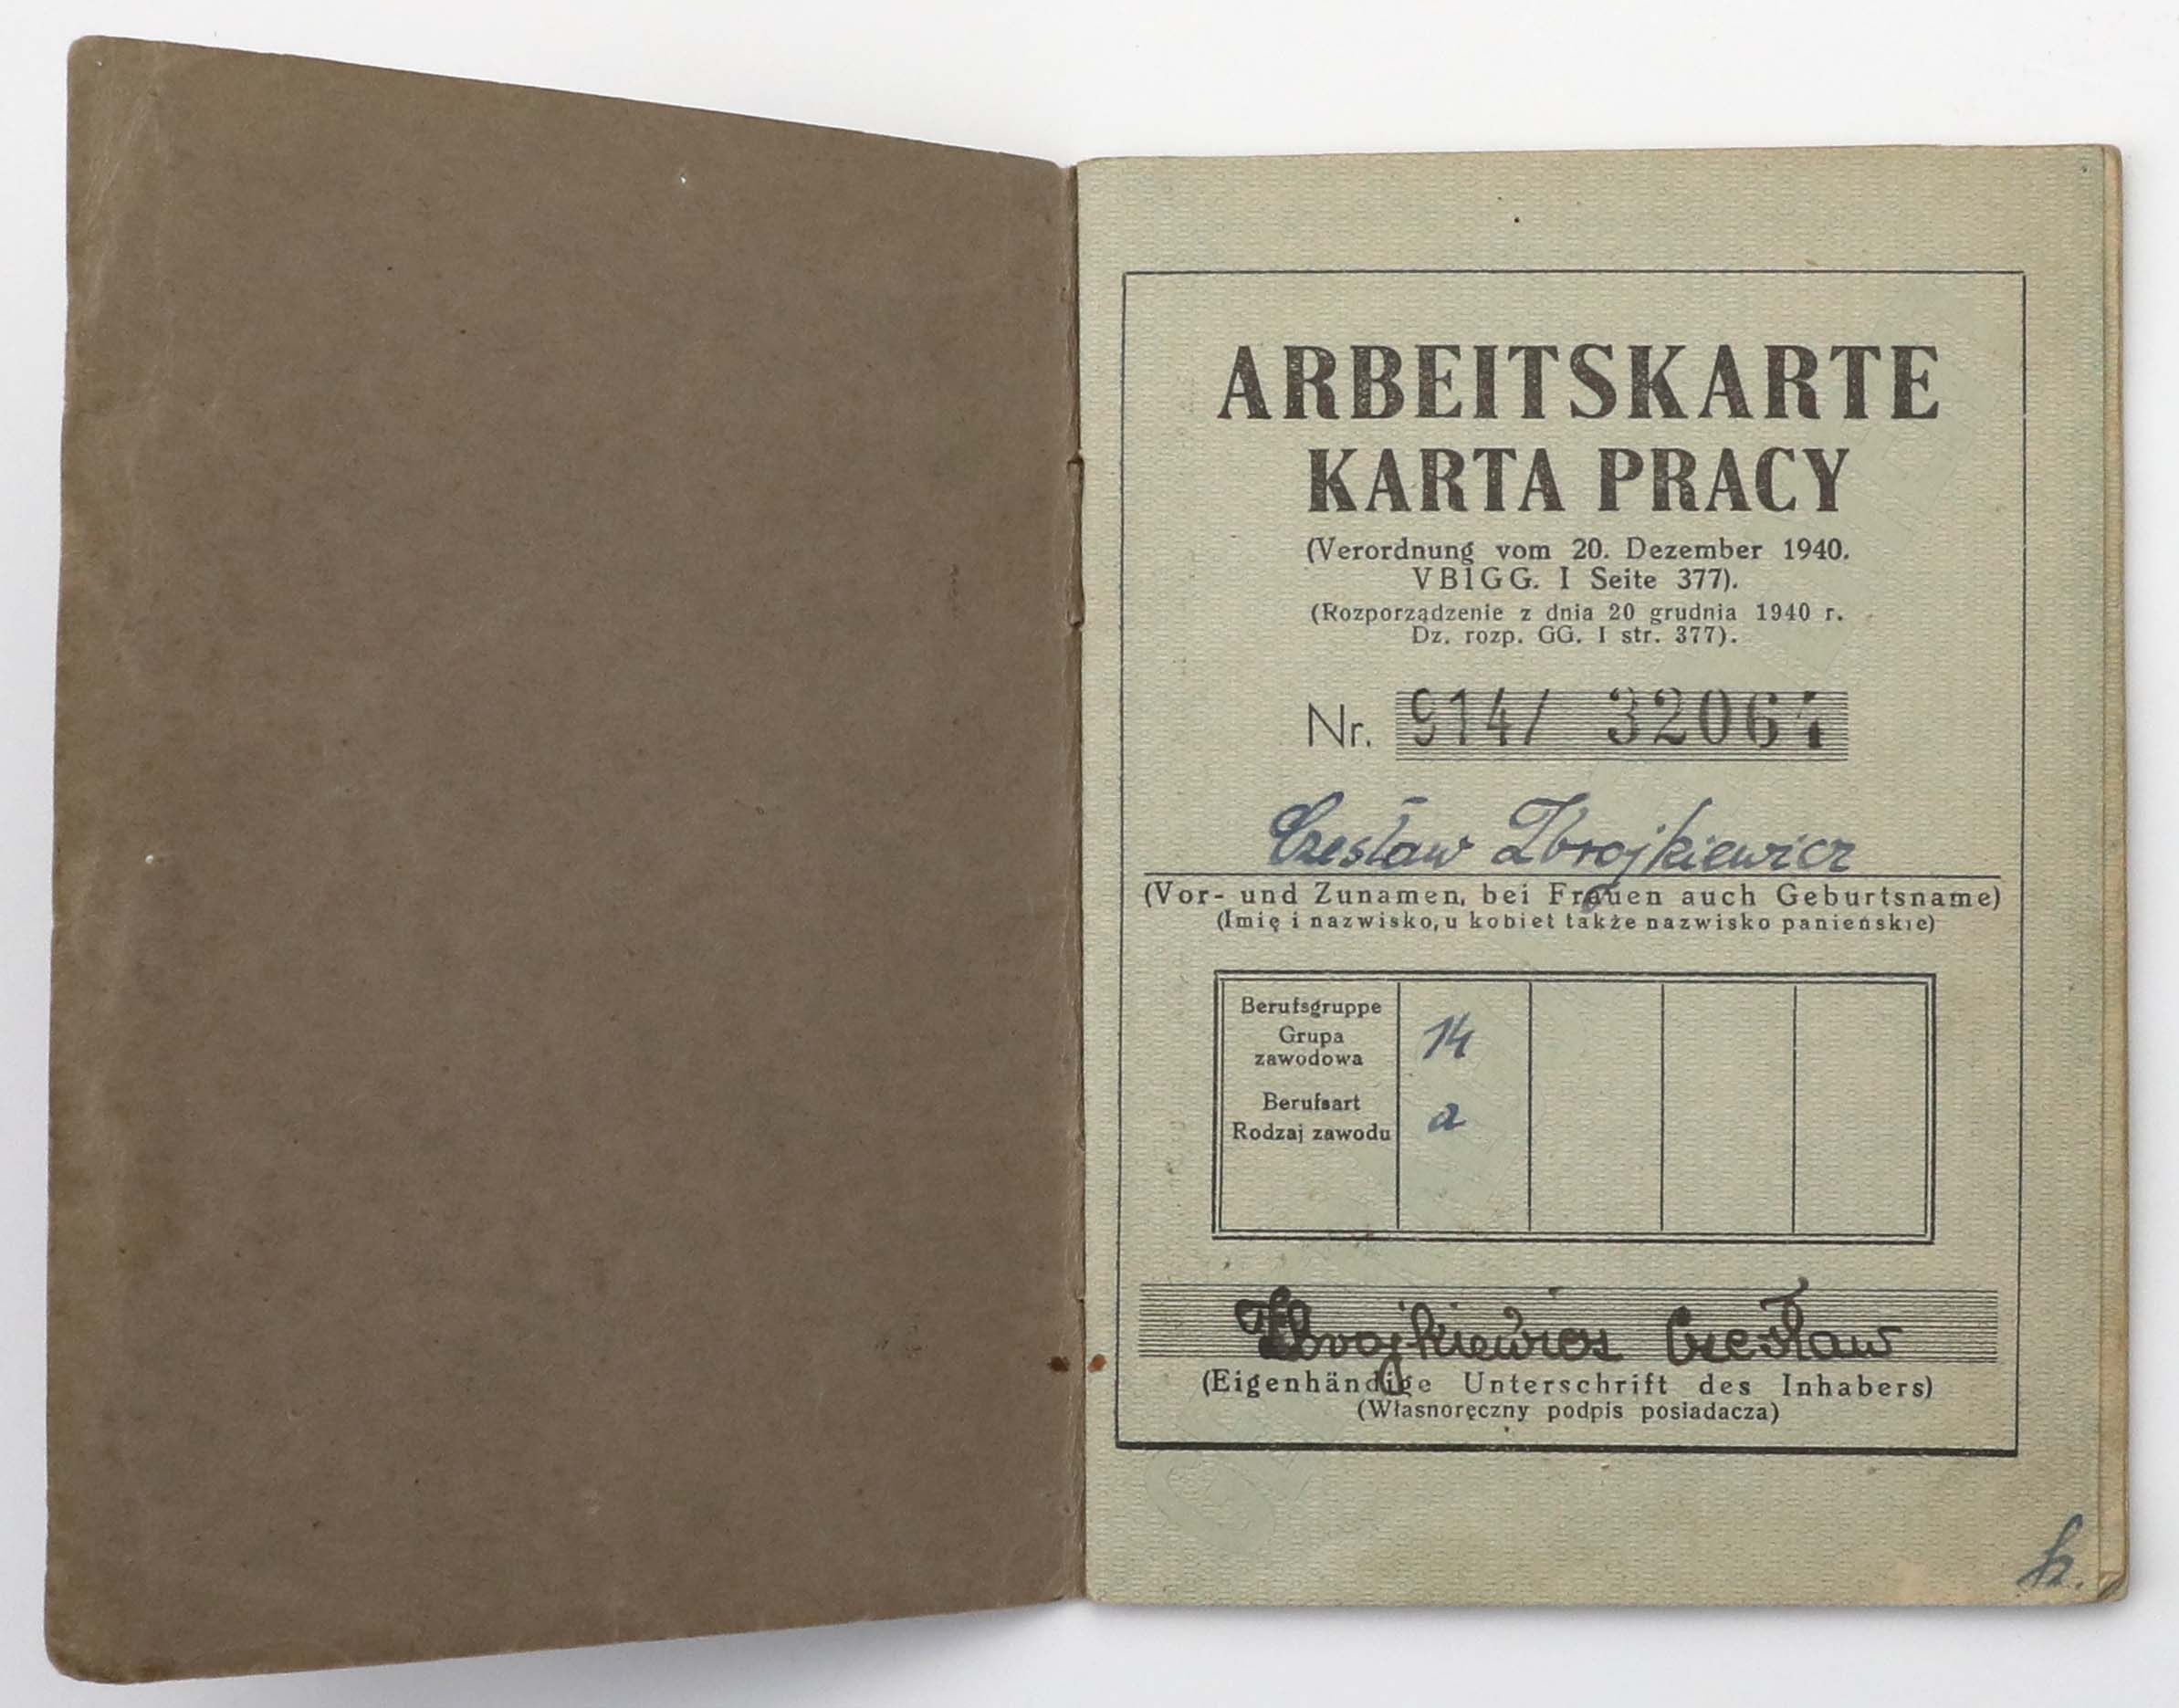 ARBEITSKARTE
KARTA PRACY
(Verordnung vom 20. Dezember 1940.
VBlGG. I Seite 377).
(Rozporządzenie z dnia 20 grudnia 1940 r.
Dz. rozp. GG. I str. 377).
Nr. 914/ 32064
Czesław Zbrojkiewicz
(Vor- und Zunamen, bei Frauen auch Geburtsname)
(Imię i nazwisko, u kobiet także nazwisko panieńskie)
Berufsgruppe 14
Grupa
zawodowa
Berufsart a
Rodzaj zawodu
Zbrojkiewicz Czesław
(Eigenhändige Unterschrift des Inhabers)
(Własnoręczny podpis posiadacza)